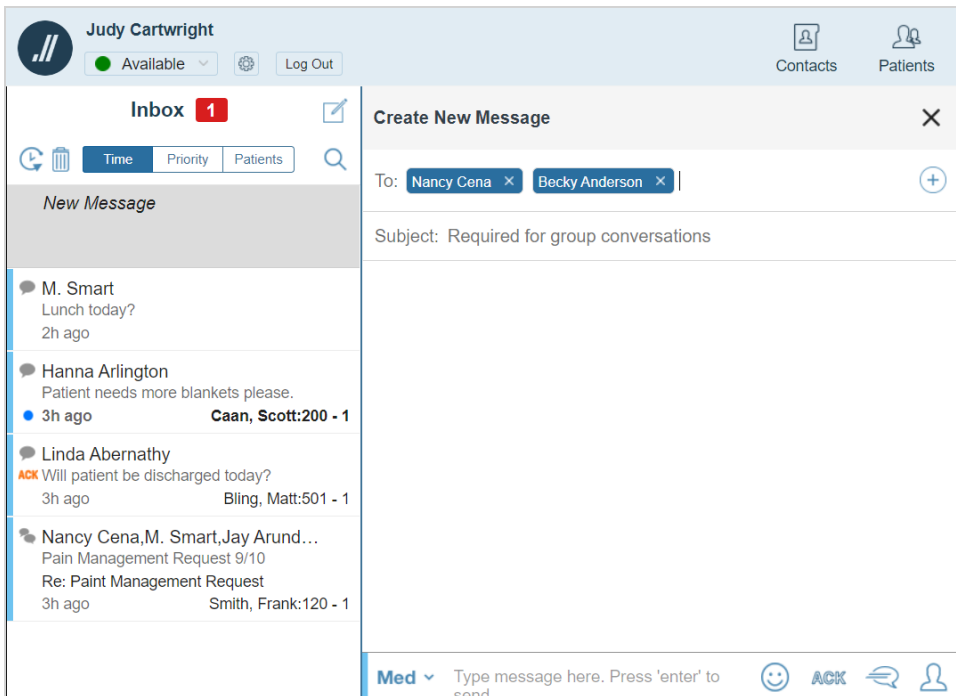 Judy Cartwright
Available
Log Out
Contacts
Patients
Inbox 1
Time Priority Patients
New Message
M. Smart
Lunch today?
2h ago
Hanna Arlington
Patient needs more blankets please.
3h ago Caan, Scott:200 - 1
Linda Abernathy
ACK Will patient be discharged today?
3h ago Bling, Matt:501 - 1
Nancy Cena,M. Smart,Jay Arund…
Pain Management Request 9/10
Re: Paint Management Request
3h ago Smith, Frank:120 - 1
Create New Message
To: Nancy Cena × Becky Anderson ×
Subject: Required for group conversations
Med Type message here. Press 'enter' to
send
ACK